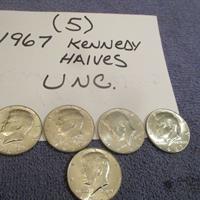 (5)
1967 KENNEDY
HALVES
UNC.